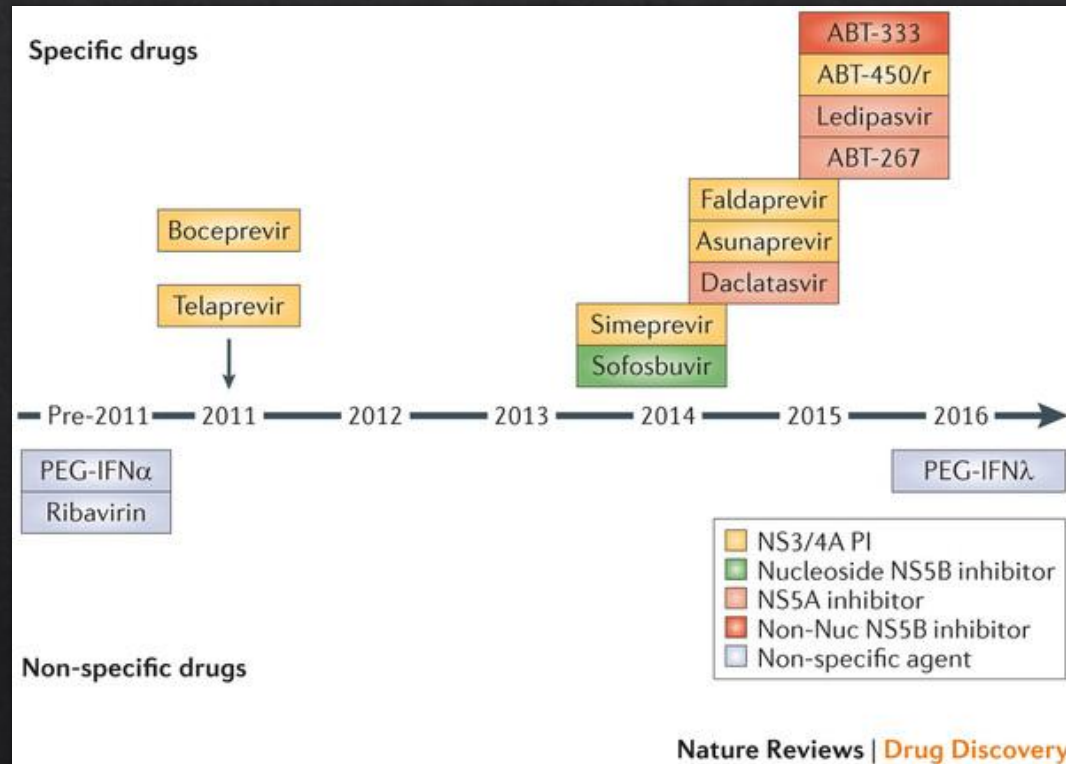 Specific drugs
ABT-333
ABT-450/r
Ledipasvir
ABT-267
Faldaprevir
Asunaprevir
Daclatasvir
Boceprevir
Telaprevir
Simeprevir
Sofosbuvir
Pre-2011 2011 2012 2013 2014 2015 2016
PEG-IFNα
Ribavirin
PEG-IFNλ
NS3/4A PI
Nucleoside NS5B inhibitor
NS5A inhibitor
Non-Nuc NS5B inhibitor
Non-specific agent
Non-specific drugs
Nature Reviews | Drug Discovery